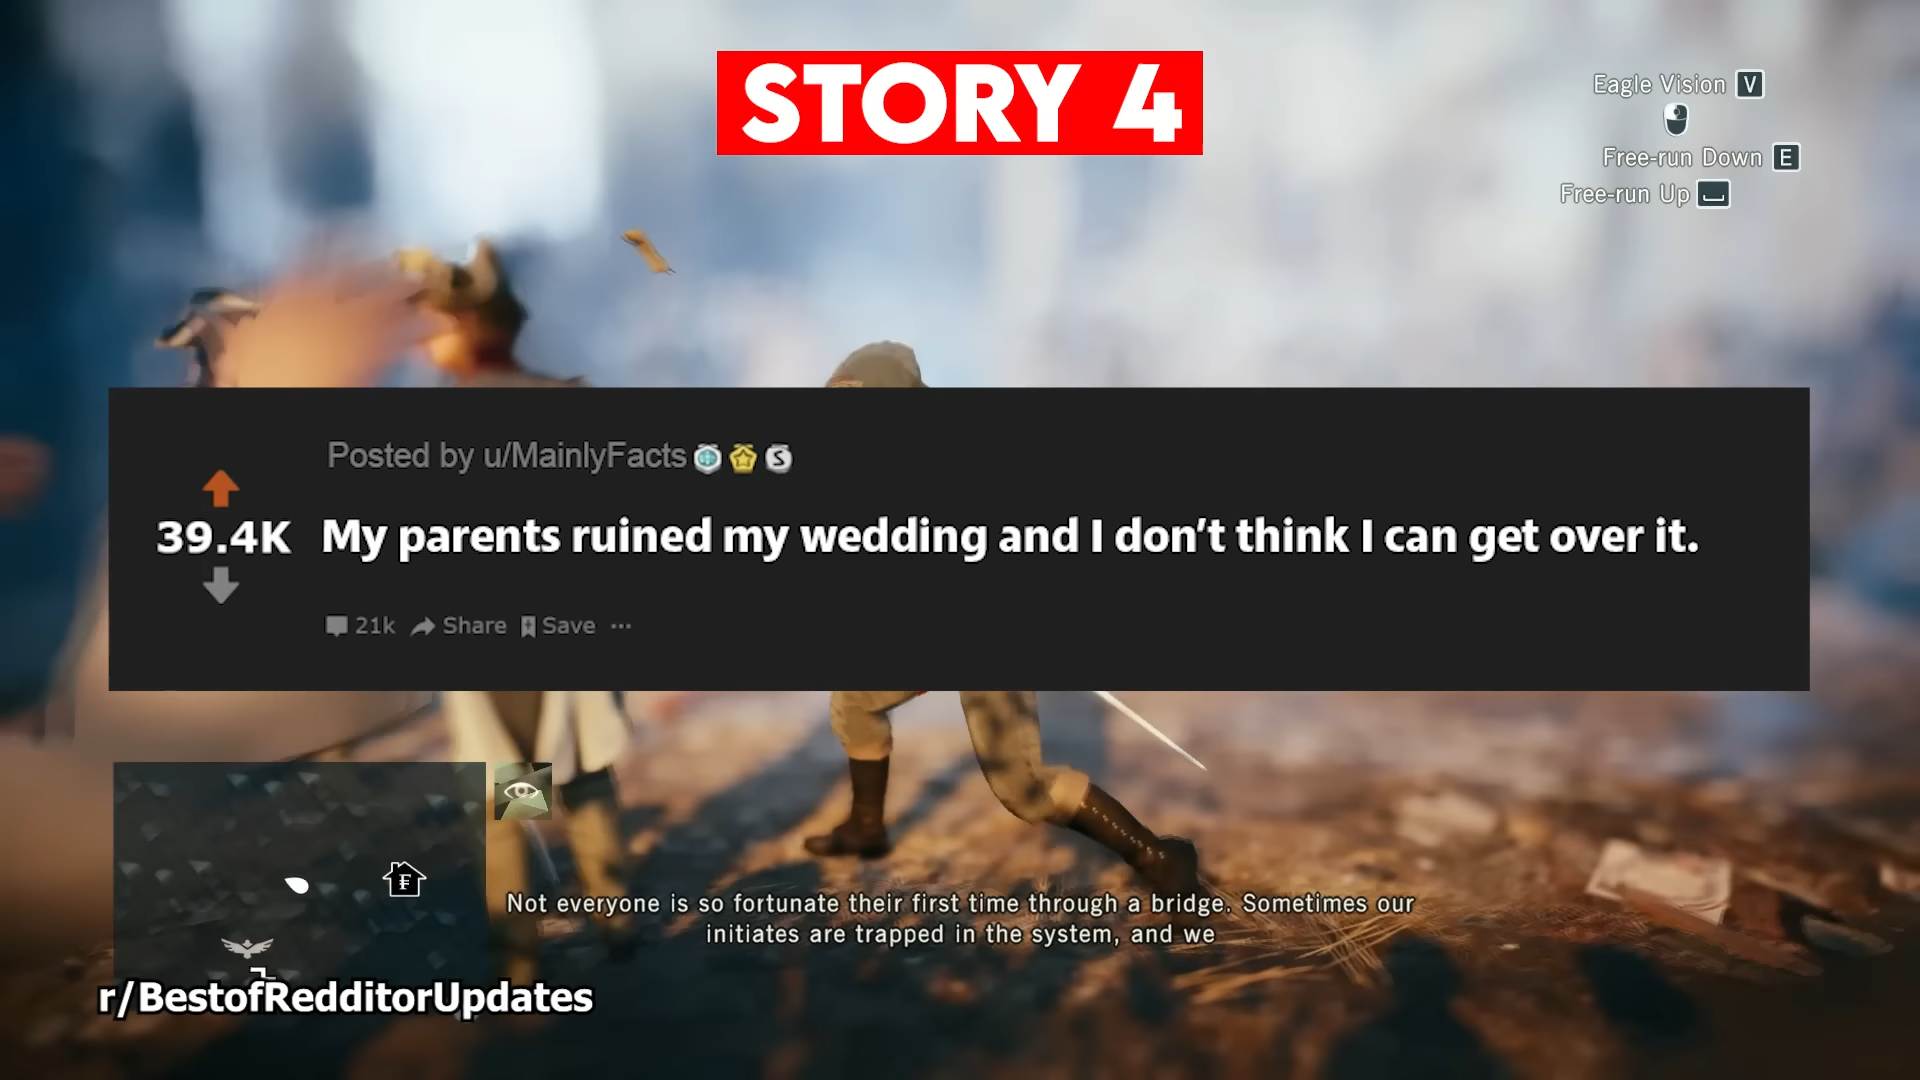 STORY 4
Eagle Vision V
Free-run Down E
Free-run Up
Posted by u/MainlyFacts
39.4K My parents ruined my wedding and I don't think I can get over it.
21k Share Save ...
Not everyone is so fortunate their first time through a bridge. Sometimes our
initiates are trapped in the system, and we
r/BestofRedditorUpdates